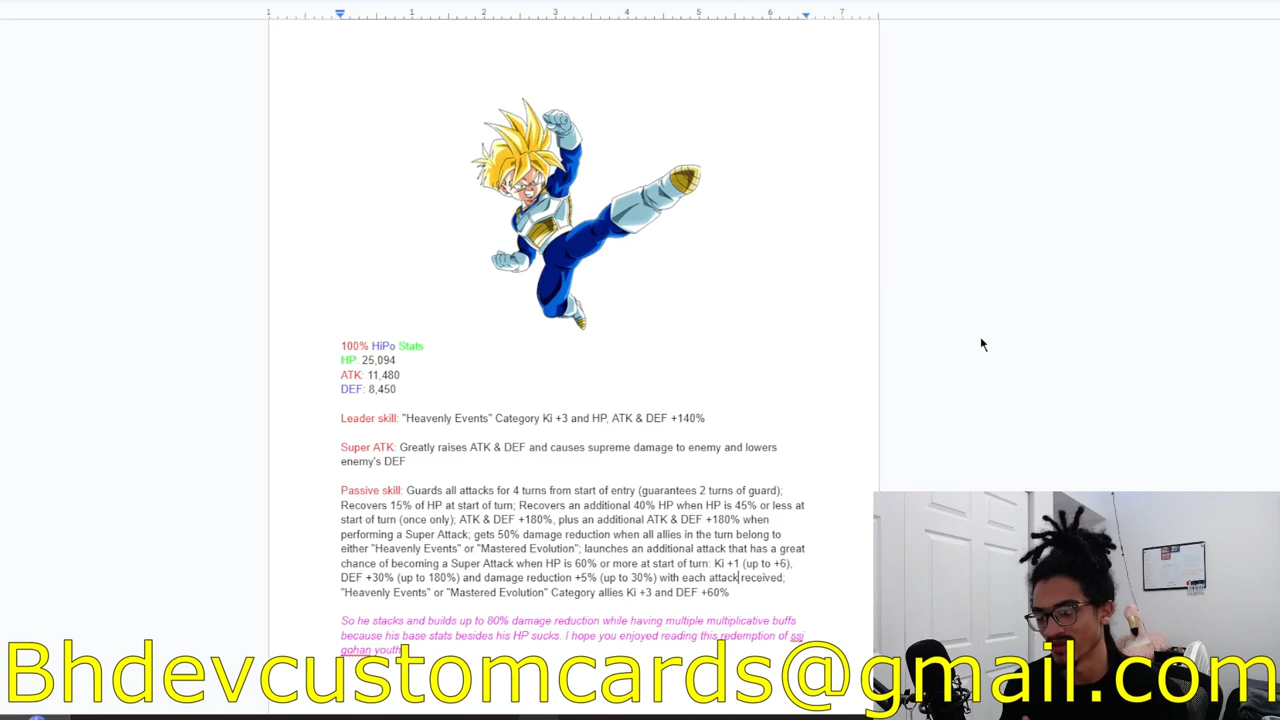 1 1 2 3 4 5 6 7
100% HiPo Stats
HP: 25,094
ATK: 11,480
DEF: 8,450
Leader skill: "Heavenly Events" Category Ki +3 and HP, ATK & DEF +140%
Super ATK: Greatly raises ATK & DEF and causes supreme damage to enemy and lowers
enemy's DEF
Passive skill: Guards all attacks for 4 turns from start of entry (guarantees 2 turns of guard);
Recovers 15% of HP at start of turn; Recovers an additional 40% HP when HP is 45% or less at
start of turn (once only); ATK & DEF +180%, plus an additional ATK & DEF +180% when
performing a Super Attack; gets 50% damage reduction when all allies in the turn belong to
either "Heavenly Events" or "Mastered Evolution"; launches an additional attack that has a great
chance of becoming a Super Attack when HP is 60% or more at start of turn: Ki +1 (up to +6),
DEF +30% (up to 180%) and damage reduction +5% (up to 30%) with each attack received;
"Heavenly Events" or "Mastered Evolution" Category allies Ki +3 and DEF +60%
So he stacks and builds up to 80% damage reduction while having multiple multiplicative buffs
because his base stats besides his HP sucks. I hope you enjoyed reading this redemption of ssj
gohan youth
Bhdevcustomcards@gmail.com